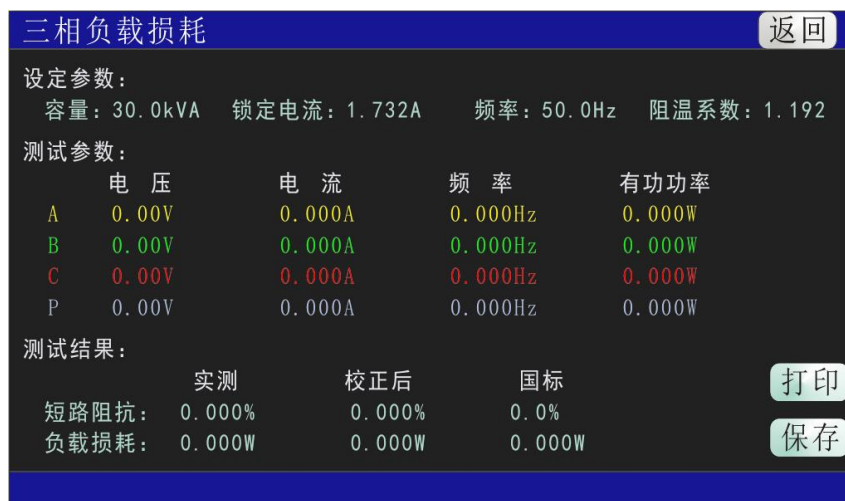 三相负载损耗 返回
设定参数:
容量: 30.0kVA 锁定电流: 1.732A 频率: 50.0Hz 阻温系数: 1.192
测试参数:
电 压 电 流 频 率 有功功率
A 0.00V 0.000A 0.000Hz 0.000W
B 0.00V 0.000A 0.000Hz 0.000W
C 0.00V 0.000A 0.000Hz 0.000W
P 0.00V 0.000A 0.000Hz 0.000W
测试结果:
实测 校正后 国标
打印
短路阻抗: 0.000% 0.000% 0.0%
负载损耗: 0.000W 0.000W 0.000W
保存